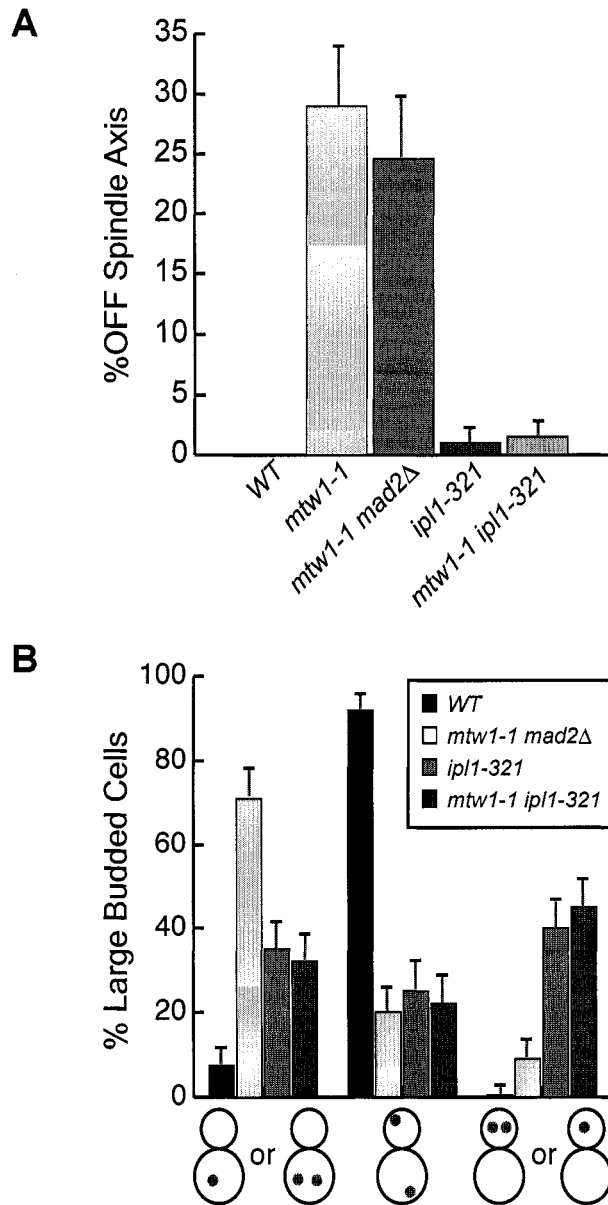 A
%OFF Spindle Axis
35
30
25
20
15
10
5
0
WT
mtw1-1
mtw1-1 mad2Δ
ipl1-321
mtw1-1 ipl1-321
B
% Large Budded Cells
100
80
60
40
20
0
WT
mtw1-1 mad2Δ
ipl1-321
mtw1-1 ipl1-321
or
or